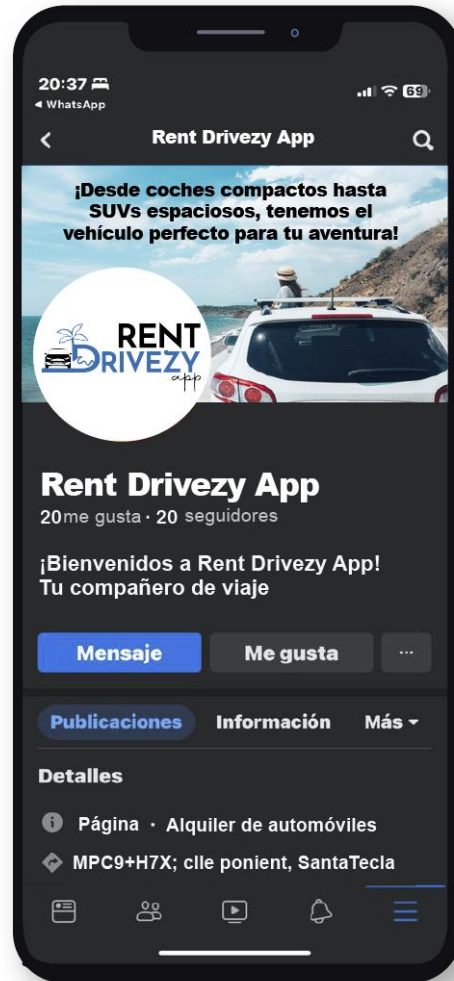 20:37
69
◀ WhatsApp
Rent Drivezy App
¡Desde coches compactos hasta
SUVs espaciosos, tenemos el
vehículo perfecto para tu aventura!
RENT
DRIVEZY
app
Rent Drivezy App
20 me gusta · 20 seguidores
¡Bienvenidos a Rent Drivezy App!
Tu compañero de viaje
Mensaje
Me gusta
...
Publicaciones
Información
Más
Detalles
Página · Alquiler de automóviles
MPC9+H7X; clle ponient, SantaTecla